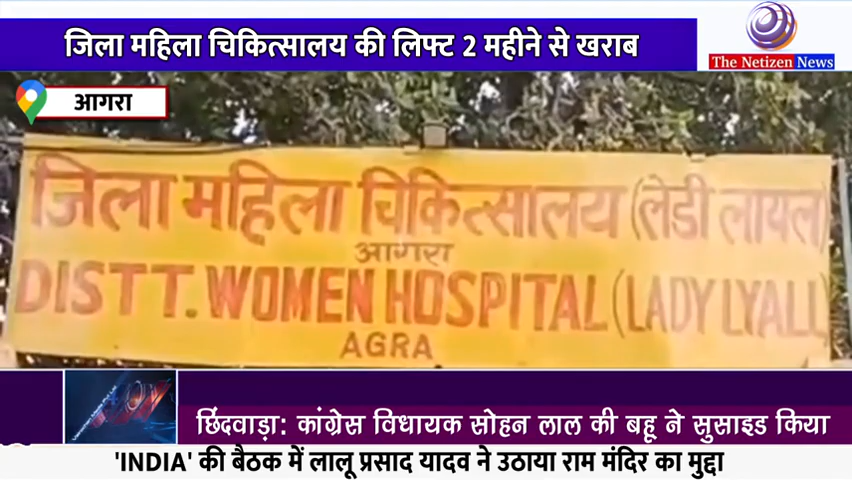 जिला महिला चिकित्सालय की लिफ्ट 2 महीने से खराब
The Netizen News
आगरा
जिला महिला चिकित्सालय (लेडी लायल)
आगरा
DISTT. WOMEN HOSPITAL (LADY LYALL)
AGRA
छिंदवाड़ा: कांग्रेस विधायक सोहन लाल की बहू ने सुसाइड किया
'INDIA' की बैठक में लालू प्रसाद यादव ने उठाया राम मंदिर का मुद्दा